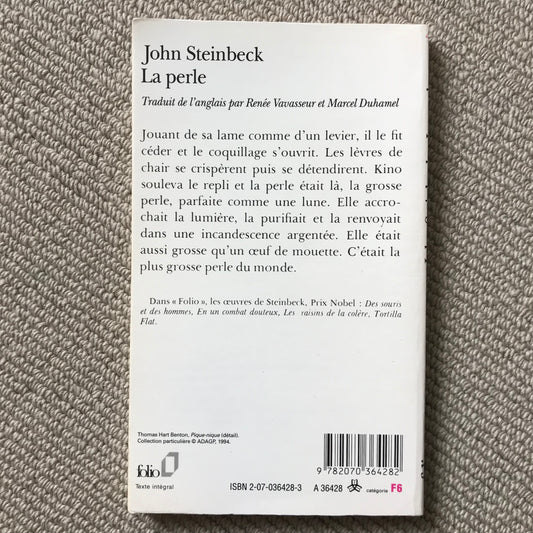 John Steinbeck
La perle
Traduit de l'anglais par Renée Vavasseur et Marcel Duhamel
Jouant de sa lame comme d'un levier, il le fit
céder et le coquillage s'ouvrit. Les lèvres de
chair se crispèrent puis se détendirent. Kino
souleva le repli et la perle était là, la grosse
perle, parfaite comme une lune. Elle accro-
chait la lumière, la purifiait et la renvoyait
dans une incandescence argentée. Elle était
aussi grosse qu'un œuf de mouette. C'était la
plus grosse perle du monde.
Dans « Folio », les œuvres de Steinbeck, Prix Nobel : Des souris
et des hommes, En un combat douteux, Les raisins de la colère, Tortilla
Flat.
Thomas Hart Benton, Pique-nique (détail).
Collection particulière © ADAGP, 1994.
folio
Texte intégral
9 782070 364282
ISBN 2-07-036428-3 A 36428 catégorie F6